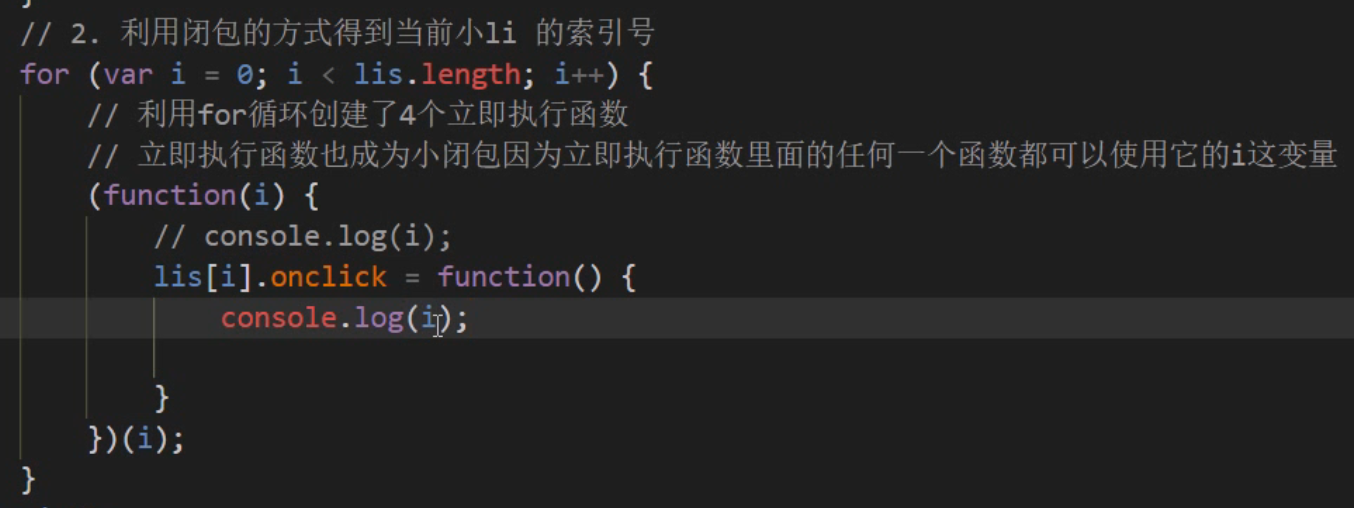 }
// 2. 利用闭包的方式得到当前小li 的索引号
for (var i = 0; i < lis.length; i++) {
// 利用for循环创建了4个立即执行函数
// 立即执行函数也成为小闭包因为立即执行函数里面的任何一个函数都可以使用它的i这变量
(function(i) {
// console.log(i);
lis[i].onclick = function() {
console.log(i);
}
})(i);
}